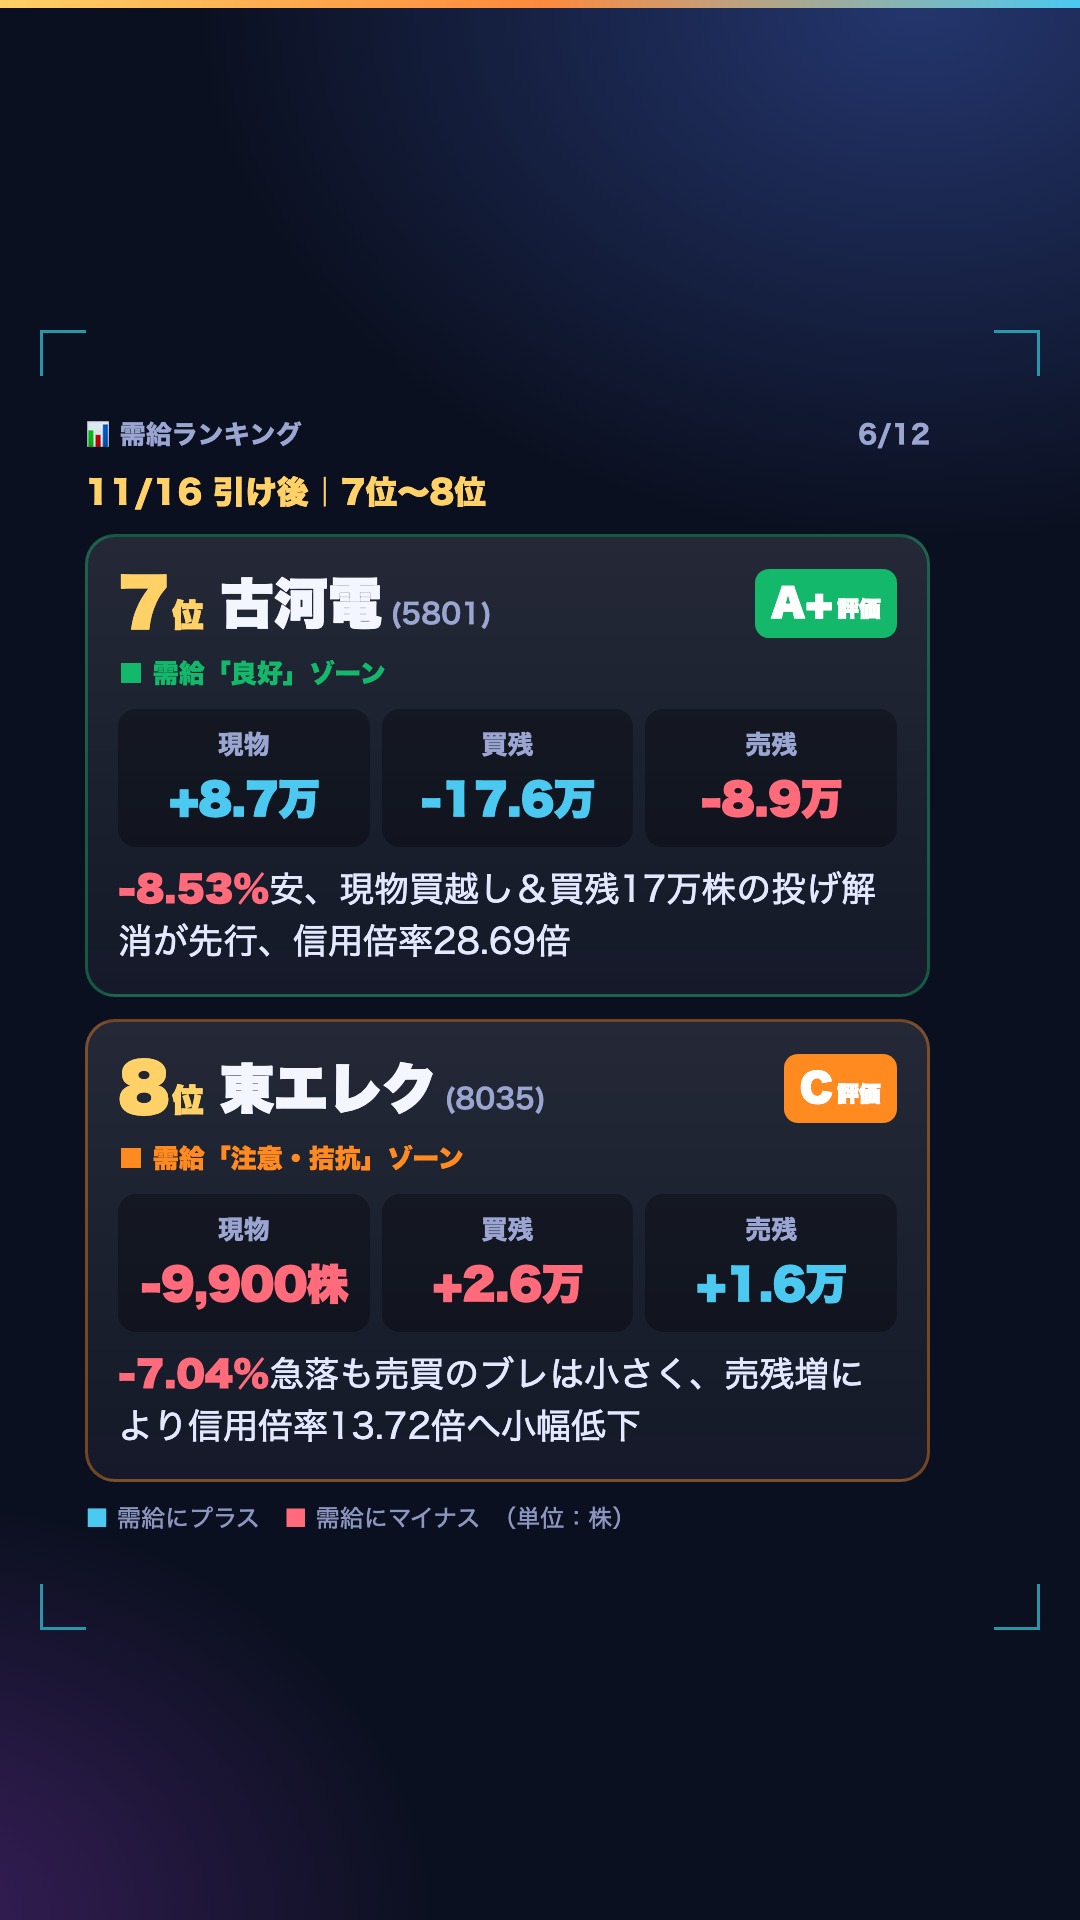 📊 需給ランキング
6/12
11/16 引け後｜7位〜8位
7位 古河電 (5801)
A+評価
■ 需給「良好」ゾーン
現物 買残 売残
+8.7万 -17.6万 -8.9万
-8.53%安、現物買越し＆買残17万株の投げ解
消が先行、信用倍率28.69倍
8位 東エレク (8035)
C評価
■ 需給「注意・拮抗」ゾーン
現物 買残 売残
-9,900株 +2.6万 +1.6万
-7.04%急落も売買のブレは小さく、売残増に
より信用倍率13.72倍へ小幅低下
■ 需給にプラス ■ 需給にマイナス （単位：株）